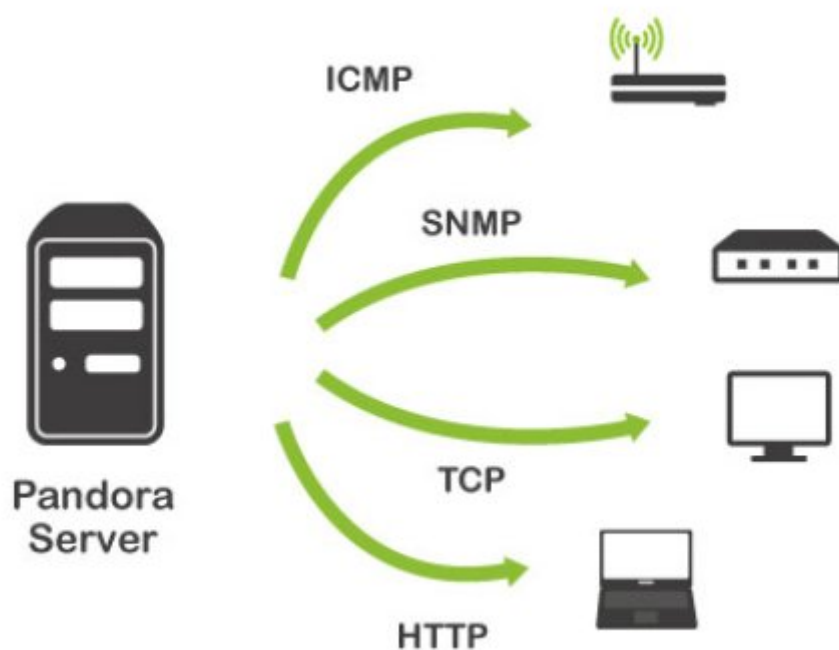 ICMP
SNMP
Pandora
Server
TCP
HTTP